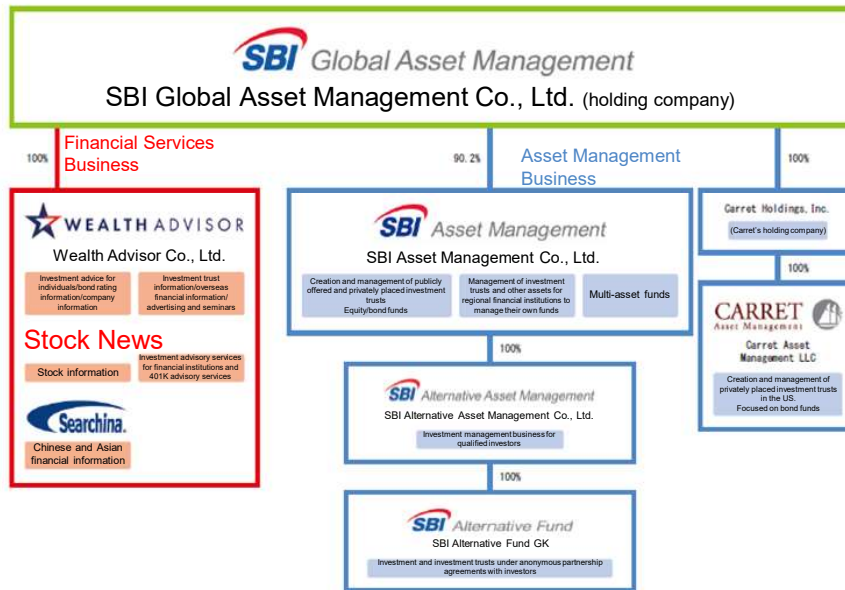 SBI Global Asset Management
SBI Global Asset Management Co., Ltd. (holding company)
100%
Financial Services
Business
90.2%
Asset Management
Business
100%
WEALTH ADVISOR
Wealth Advisor Co., Ltd.
Investment advice for
individuals/bond rating
information/company
information
Investment trust
information/overseas
financial information/
advertising and seminars
Stock News
Stock information
Investment advisory services
for financial institutions and
401K advisory services
Searchina.
Chinese and Asian
financial information
SBI Asset Management
SBI Asset Management Co., Ltd.
Creation and management of publicly
offered and privately placed investment
trusts
Equity/bond funds
Management of investment
trusts and other assets for
regional financial institutions to
manage their own funds
Multi-asset funds
100%
SBI Alternative Asset Management
SBI Alternative Asset Management Co., Ltd.
Investment management business for
qualified investors
100%
SBI Alternative Fund
SBI Alternative Fund GK
Investment and investment trusts under anonymous partnership
agreements with investors
Carret Holdings, Inc.
(Carret's holding company)
100%
CARRET
Asset Management
Carret Asset
Management LLC
Creation and management of
privately placed investment trusts
in the US.
Focused on bond funds